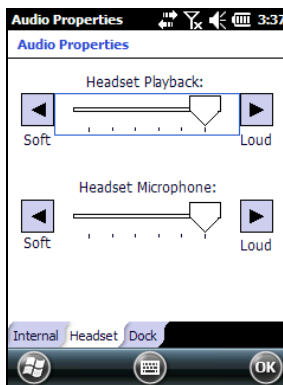 Audio Properties 3:37
Audio Properties
Headset Playback:
Soft Loud
Headset Microphone:
Soft Loud
Internal Headset Dock
OK